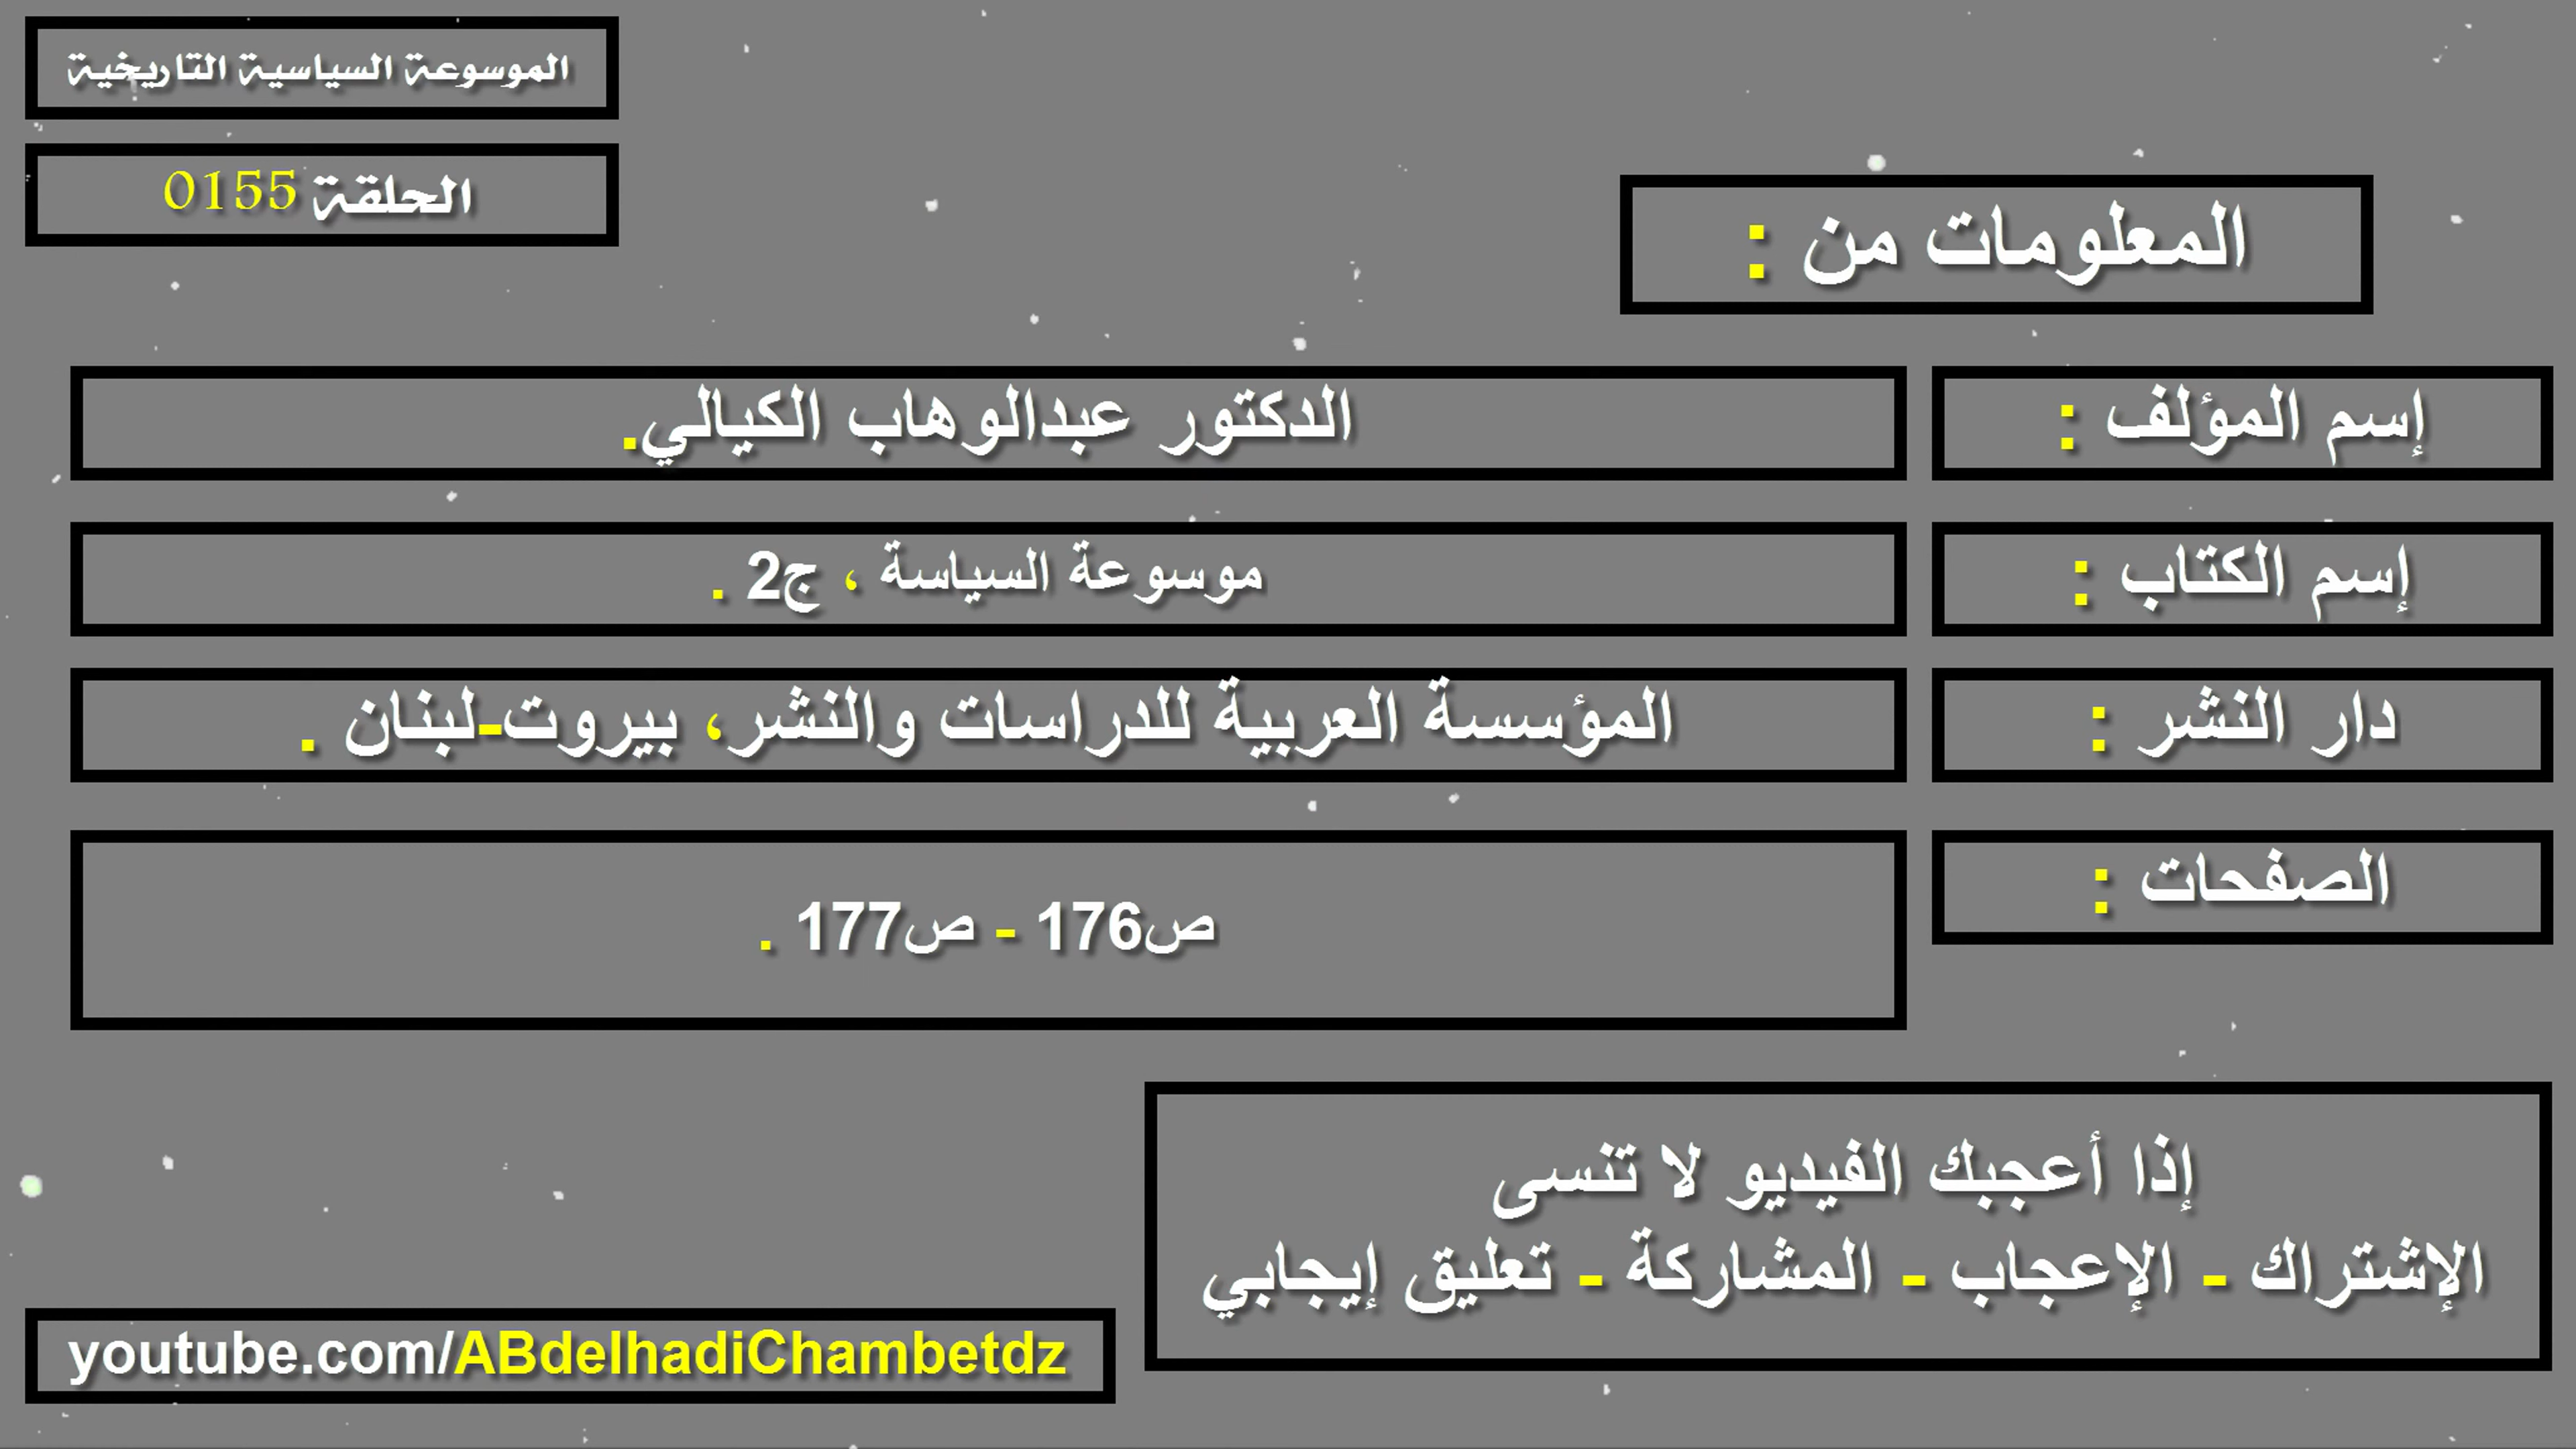 الموسوعة السياسية التاريخية
الحلقة 0155
المعلومات من :
إسم المؤلف :
الدكتور عبدالوهاب الكيالي.
إسم الكتاب :
موسوعة السياسة ، ج2 .
دار النشر :
المؤسسة العربية للدراسات والنشر، بيروت-لبنان .
الصفحات :
ص176 - ص177 .
إذا أعجبك الفيديو لا تنسى
الإشتراك - الإعجاب - المشاركة - تعليق إيجابي
youtube.com/ABdelhadiChambetdz